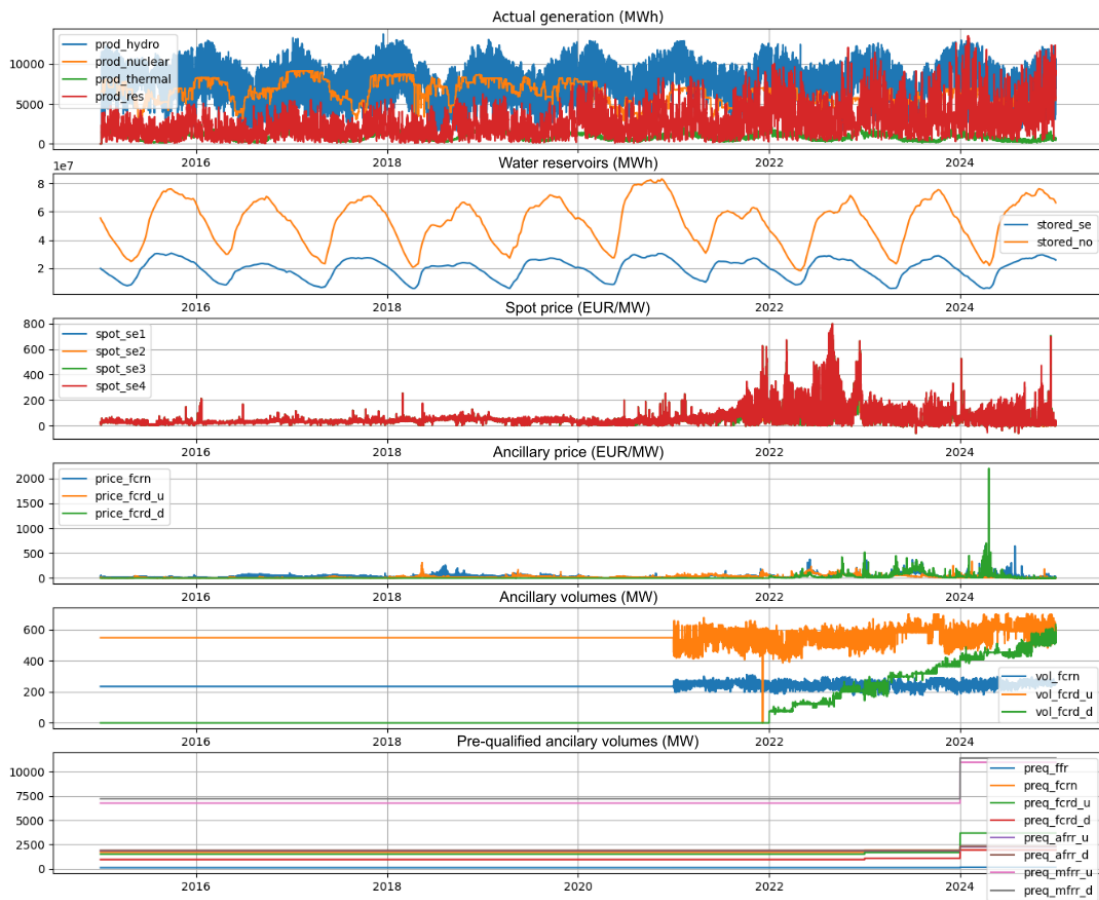 Actual generation (MWh)
prod_hydro
prod_nuclear
prod_thermal
prod_res
10000
5000
0
2016
2018
2020
2022
2024
1e7
Water reservoirs (MWh)
8
6
4
2
stored_se
stored_no
2016
2018
2020
2022
2024
Spot price (EUR/MW)
spot_se1
spot_se2
spot_se3
spot_se4
800
600
400
200
0
2016
2018
2020
2022
2024
Ancillary price (EUR/MW)
price_fcrn
price_fcrd_u
price_fcrd_d
2000
1500
1000
500
0
2016
2018
2020
2022
2024
Ancillary volumes (MW)
600
400
200
0
vol_fcrn
vol_fcrd_u
vol_fcrd_d
2016
2018
2020
2022
2024
Pre-qualified ancilary volumes (MW)
10000
7500
5000
2500
0
preq_ffr
preq_fcrn
preq_fcrd_u
preq_fcrd_d
preq_afrr_u
preq_afrr_d
preq_mfrr_u
preq_mfrr_d
2016
2018
2020
2022
2024